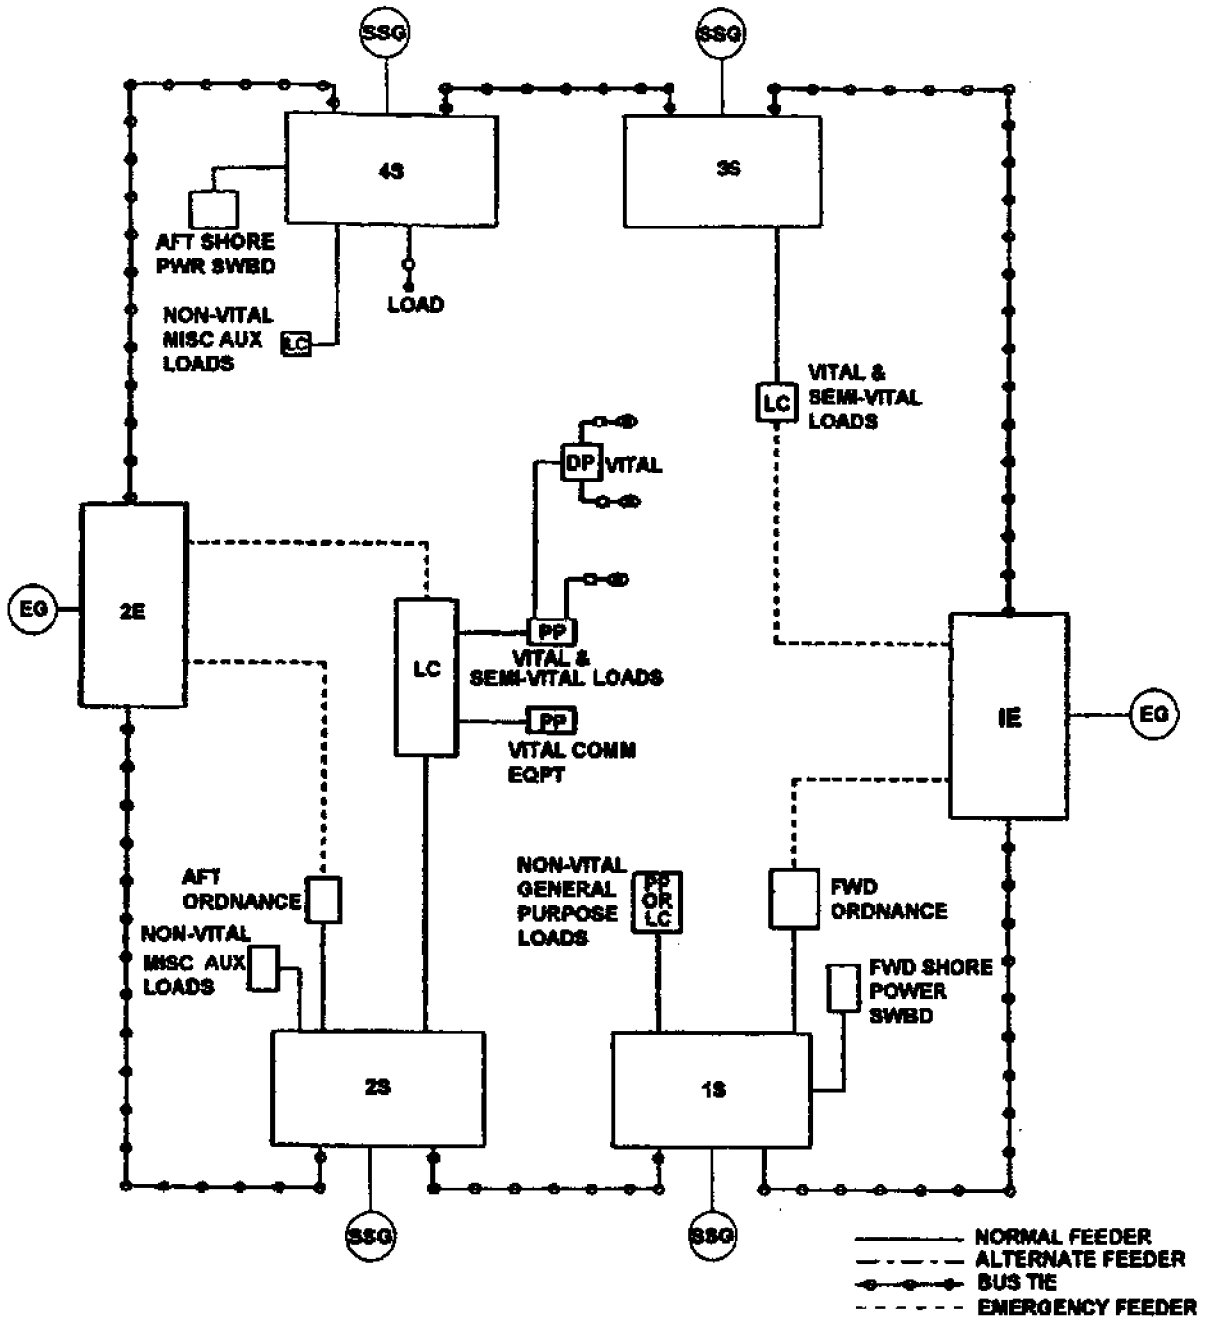 SSG
SSG
4S
3S
AFT SHORE
PWR SWBD
LOAD
NON-VITAL
MISC AUX
LOADS
LC
VITAL &
SEMI-VITAL
LOADS
LC
DP
VITAL
2E
EG
LC
PP
VITAL &
SEMI-VITAL LOADS
PP
VITAL COMM
EQPT
IE
EG
AFT
ORDNANCE
NON-VITAL
MISC AUX
LOADS
NON-VITAL
GENERAL
PURPOSE
LOADS
PP
OR
LC
FWD
ORDNANCE
FWD SHORE
POWER
SWBD
2S
1S
SSG
SSG
NORMAL FEEDER
ALTERNATE FEEDER
BUS TIE
EMERGENCY FEEDER